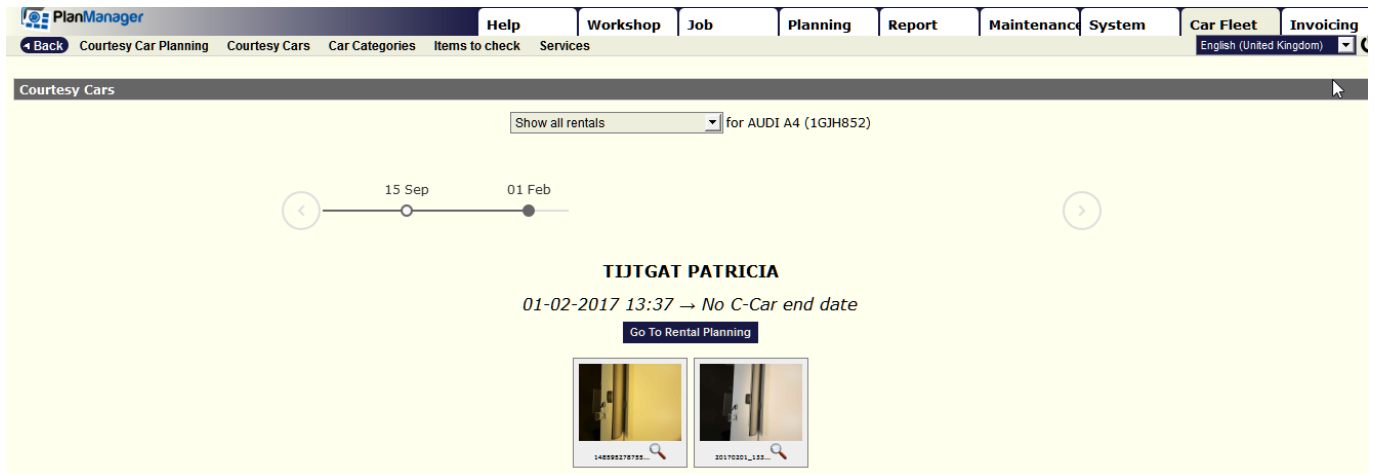 PlanManager
Help Workshop Job Planning Report Maintenance System Car Fleet Invoicing
Back Courtesy Car Planning Courtesy Cars Car Categories Items to check Services English (United Kingdom)
Courtesy Cars
Show all rentals for AUDI A4 (1GJH852)
15 Sep 01 Feb
TIJTGAT PATRICIA
01-02-2017 13:37 → No C-Car end date
Go To Rental Planning
20170201_133...